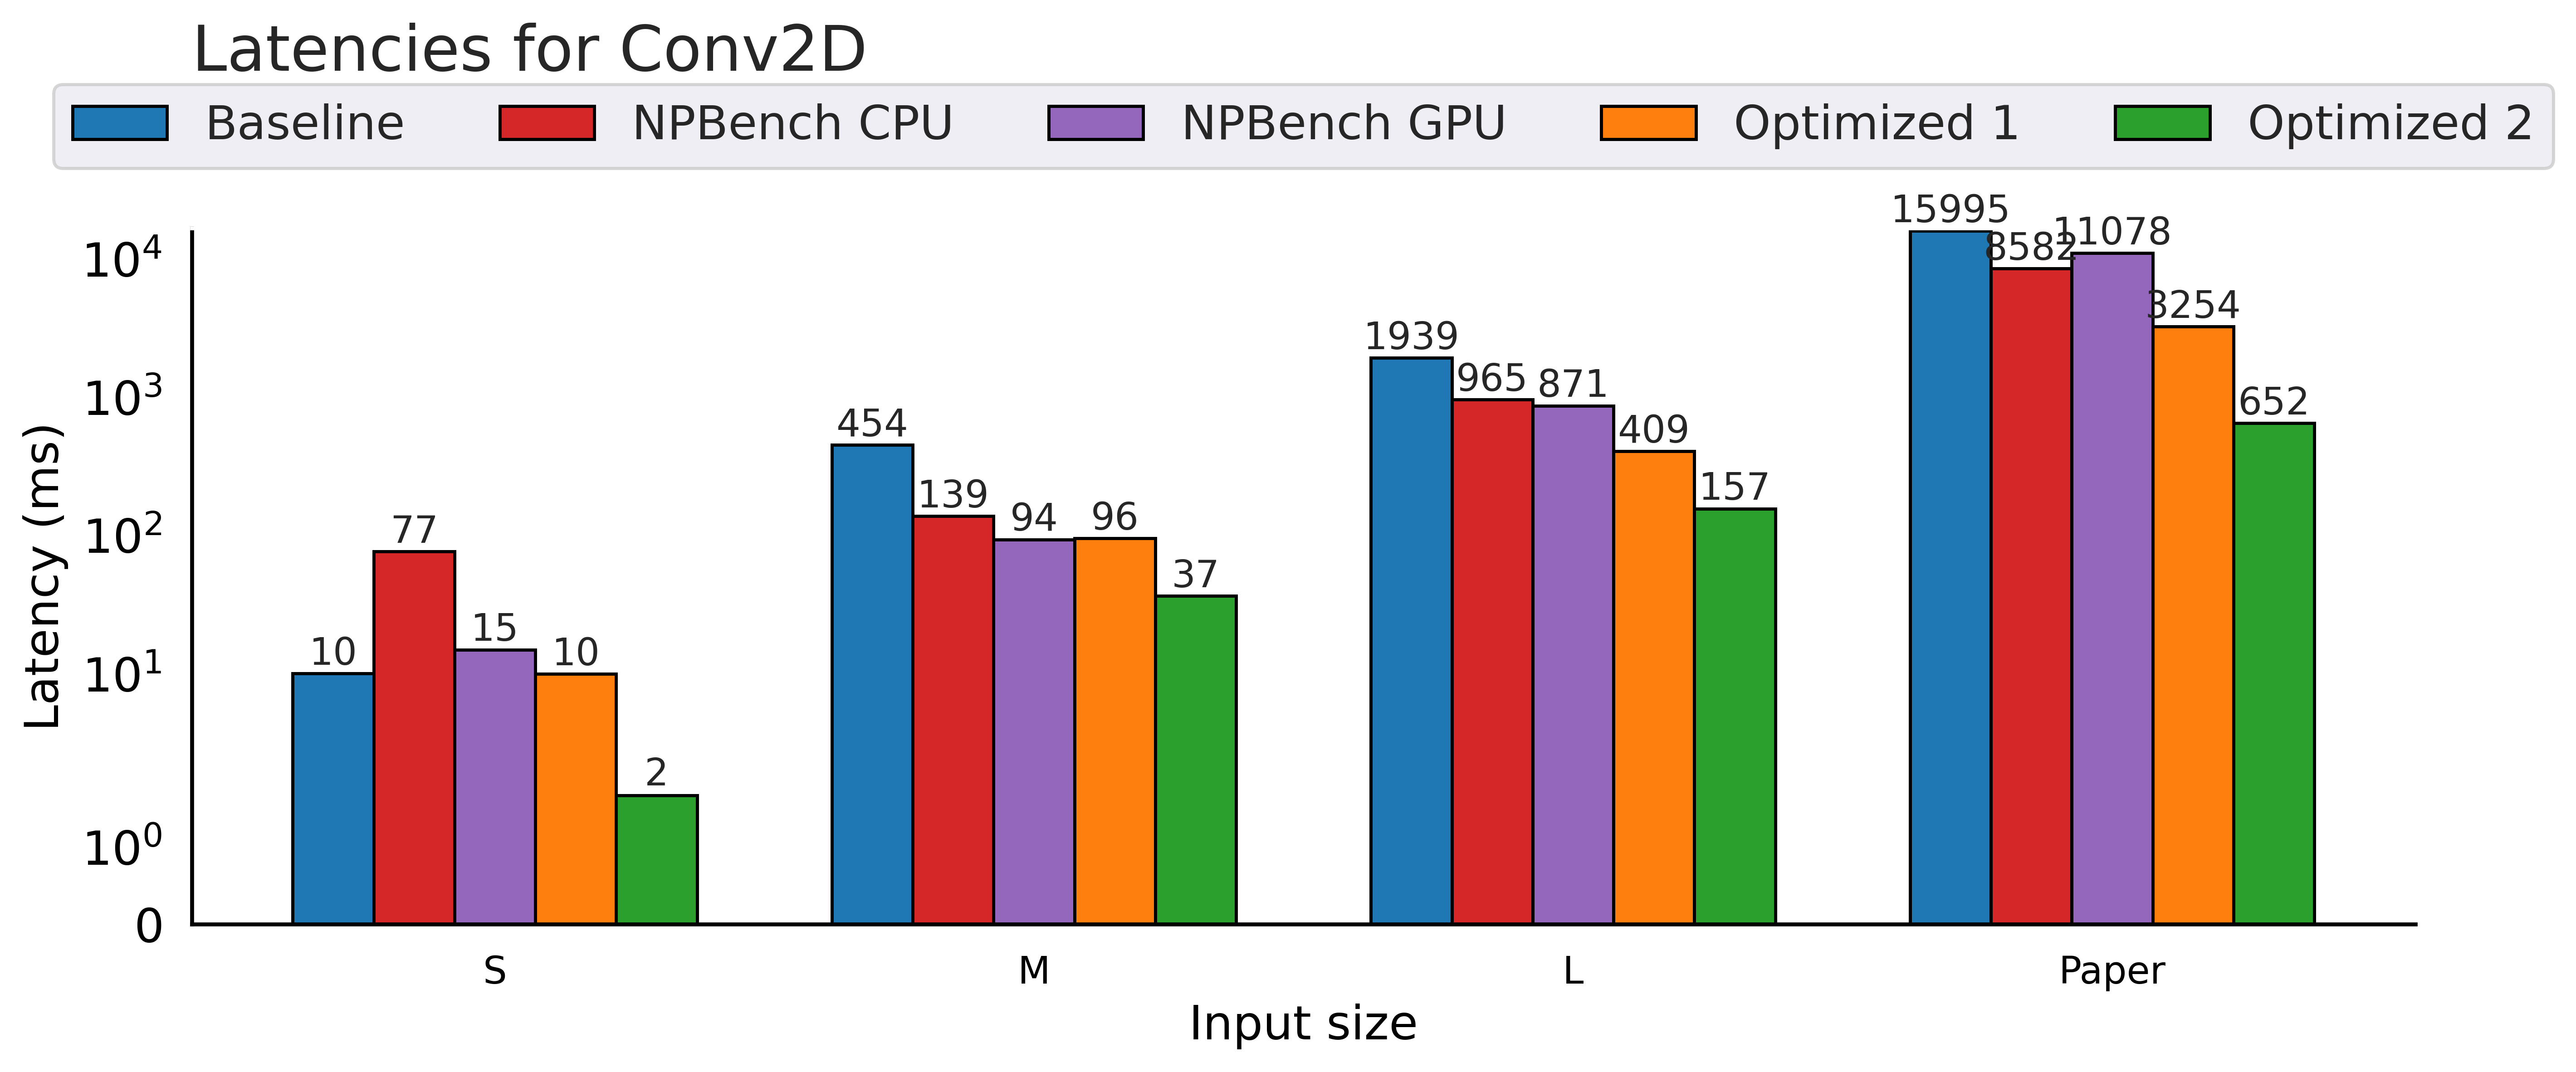 Latencies for Conv2D
Baseline NPBench CPU NPBench GPU Optimized 1 Optimized 2
Latency (ms)
10⁴
10³
10²
10¹
10⁰
0
10 77 15 10 2
454 139 94 96 37
1939 965 871 409 157
15995 8582 11078 3254 652
S M L Paper
Input size